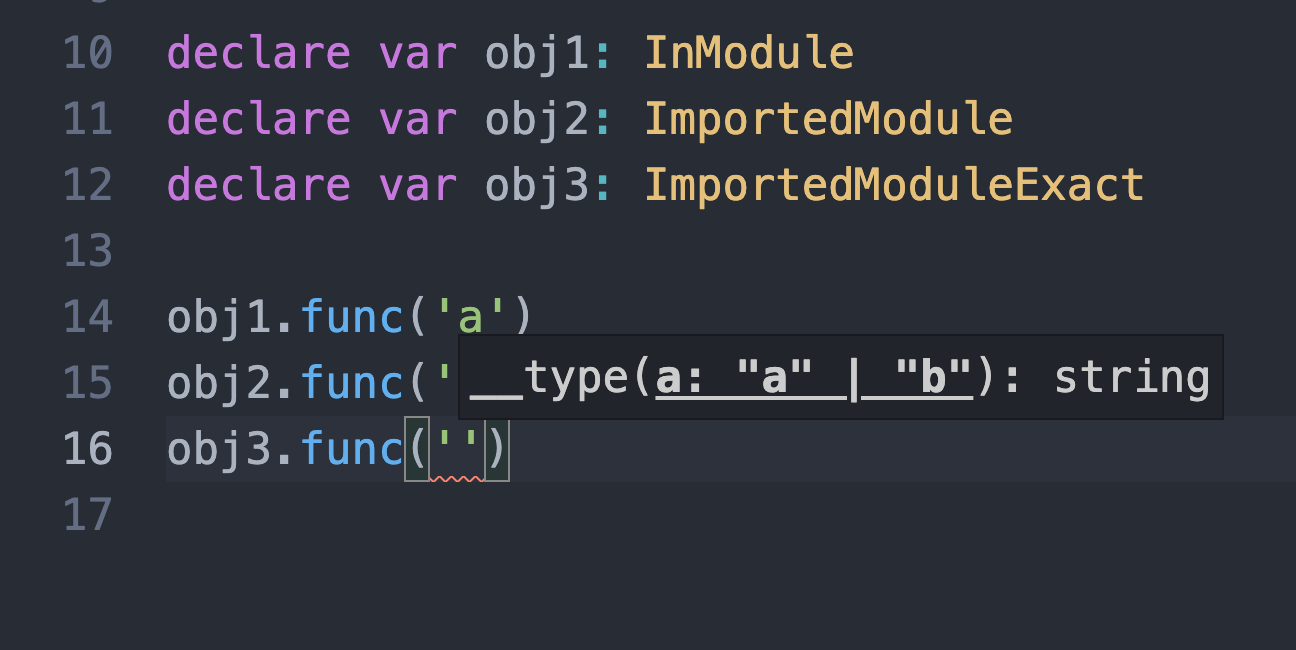 10 declare var obj1: InModule
11 declare var obj2: ImportedModule
12 declare var obj3: ImportedModuleExact
13
14 obj1.func('a')
15 obj2.func('
__type(a: "a" | "b"): string
16 obj3.func('')
17